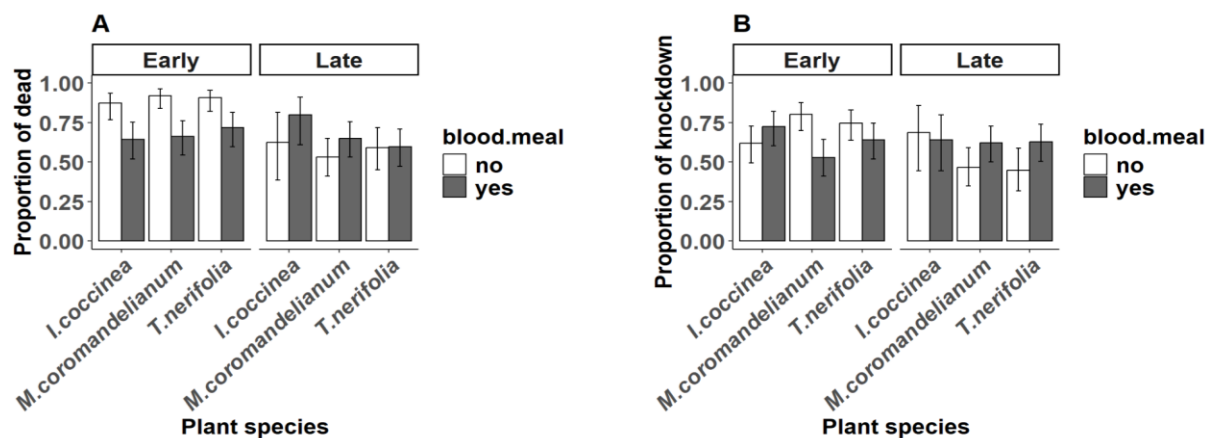 A
Early
Late
Proportion of dead
1.00
0.75
0.50
0.25
0.00
I.coccinea
M.coromandelianum
T.nerifolia
I.coccinea
M.coromandelianum
T.nerifolia
Plant species
blood.meal
no
yes
B
Early
Late
Proportion of knockdown
1.00
0.75
0.50
0.25
0.00
I.coccinea
M.coromandelianum
T.nerifolia
I.coccinea
M.coromandelianum
T.nerifolia
Plant species
blood.meal
no
yes